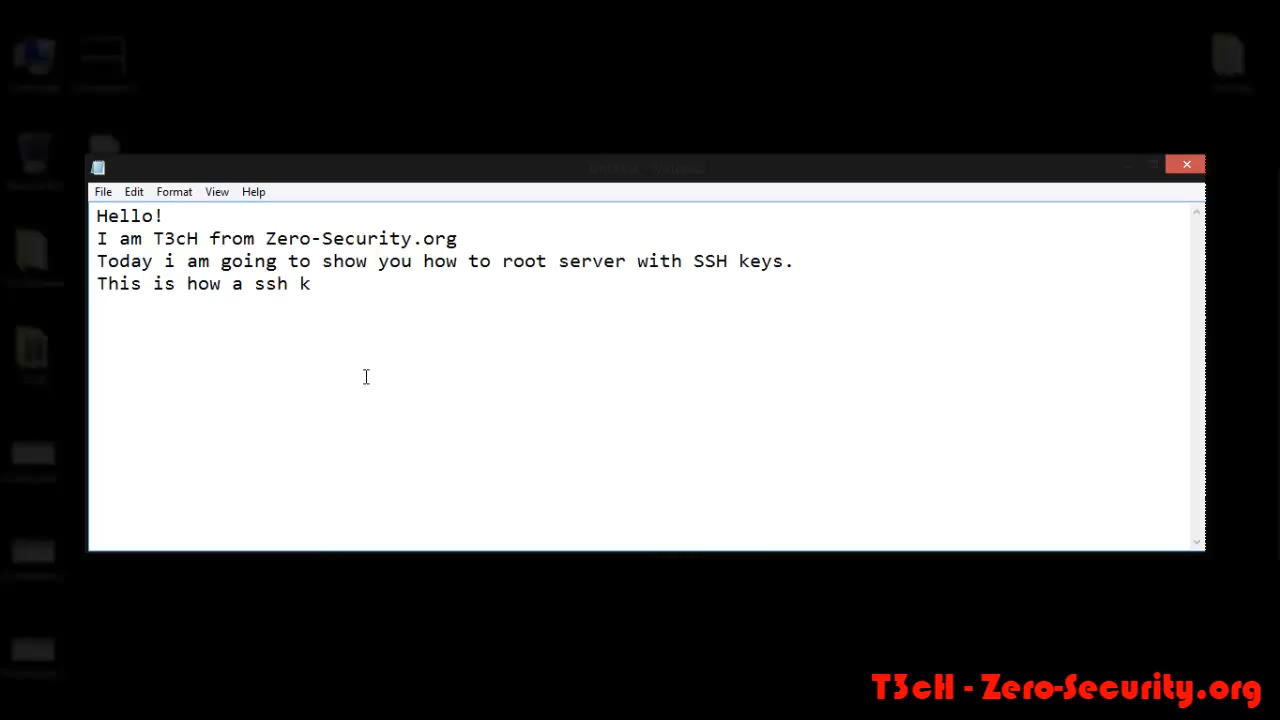 File Edit Format View Help
Hello!
I am T3cH from Zero-Security.org
Today i am going to show you how to root server with SSH keys.
This is how a ssh k
T3cH - Zero-Security.org